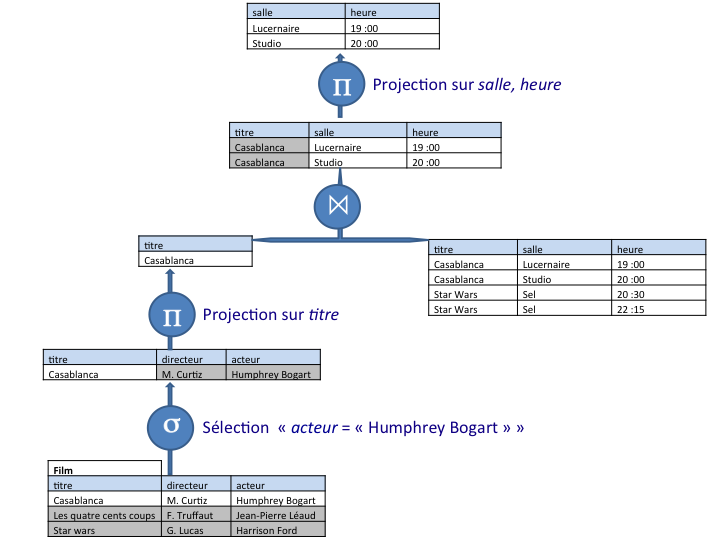 salle heure
Lucernaire 19 :00
Studio 20 :00
π Projection sur salle, heure
titre salle heure
Casablanca Lucernaire 19 :00
Casablanca Studio 20 :00
⋈
titre
Casablanca
titre salle heure
Casablanca Lucernaire 19 :00
Casablanca Studio 20 :00
Star Wars Sel 20 :30
Star Wars Sel 22 :15
π Projection sur titre
titre directeur acteur
Casablanca M. Curtiz Humphrey Bogart
σ Sélection « acteur = « Humphrey Bogart » »
Film
titre directeur acteur
Casablanca M. Curtiz Humphrey Bogart
Les quatre cents coups F. Truffaut Jean-Pierre Léaud
Star wars G. Lucas Harrison Ford